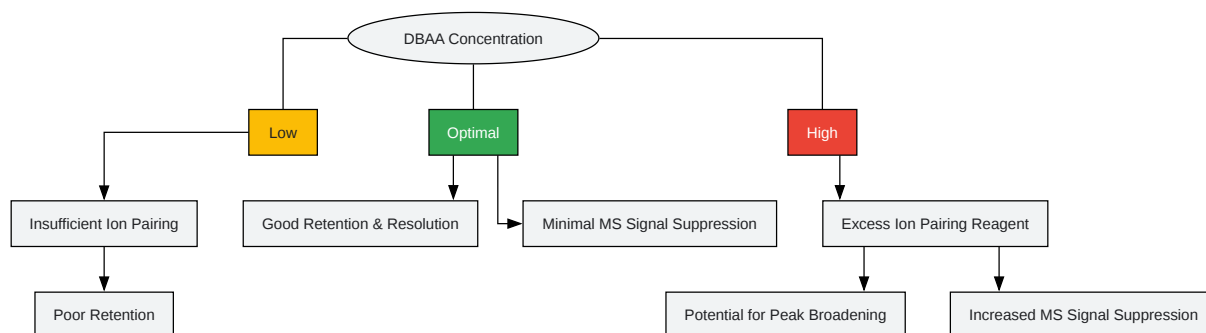 DBAA Concentration
Low
Optimal
High
Insufficient Ion Pairing
Good Retention & Resolution
Minimal MS Signal Suppression
Excess Ion Pairing Reagent
Poor Retention
Potential for Peak Broadening
Increased MS Signal Suppression